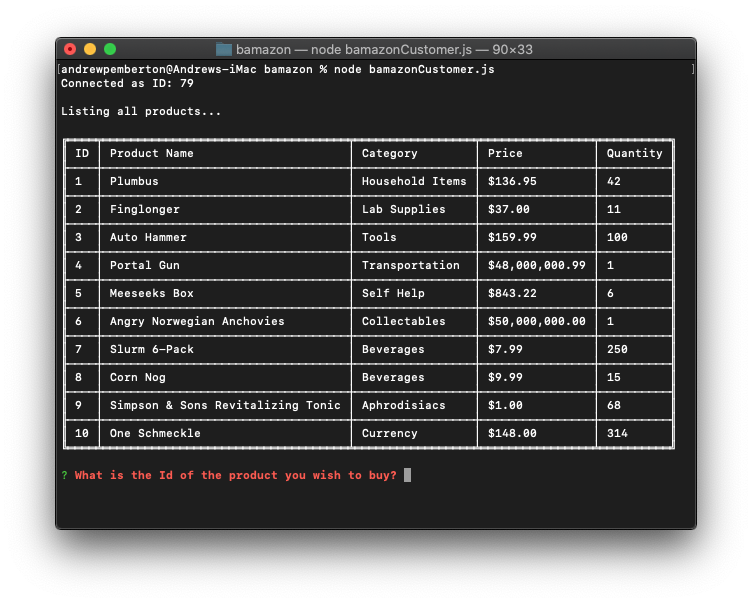 bamazon — node bamazonCustomer.js — 90×33
[andrewpemberton@Andrews-iMac bamazon % node bamazonCustomer.js ]
Connected as ID: 79
Listing all products...
ID Product Name Category Price Quantity
1 Plumbus Household Items $136.95 42
2 Finglonger Lab Supplies $37.00 11
3 Auto Hammer Tools $159.99 100
4 Portal Gun Transportation $48,000,000.99 1
5 Meeseeks Box Self Help $843.22 6
6 Angry Norwegian Anchovies Collectables $50,000,000.00 1
7 Slurm 6-Pack Beverages $7.99 250
8 Corn Nog Beverages $9.99 15
9 Simpson & Sons Revitalizing Tonic Aphrodisiacs $1.00 68
10 One Schmeckle Currency $148.00 314
? What is the Id of the product you wish to buy?